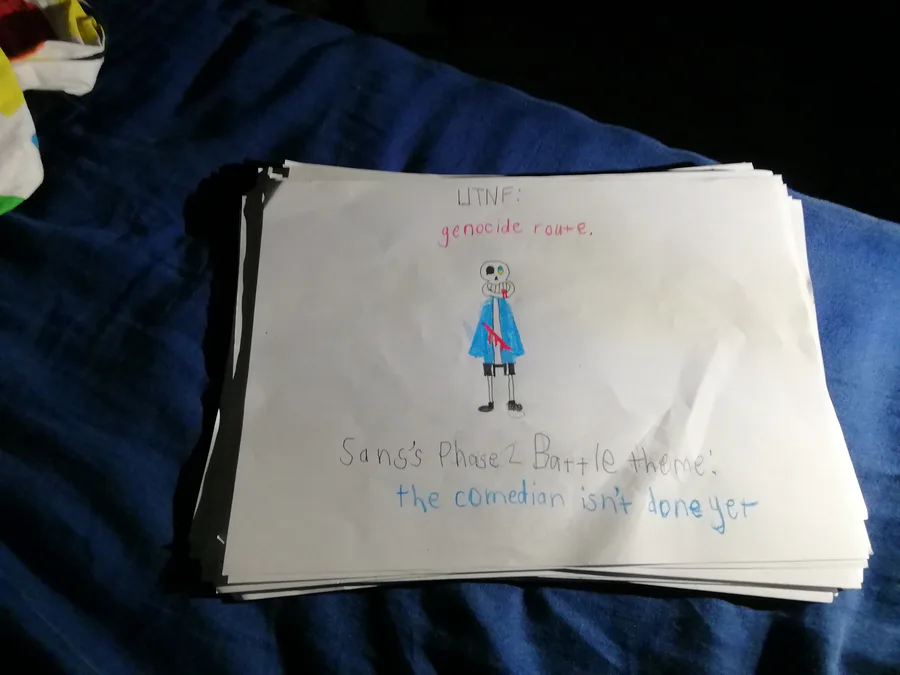 UTNF:
genocide route.
Sans's Phase 2 Battle theme:
the comedian isn't done yet